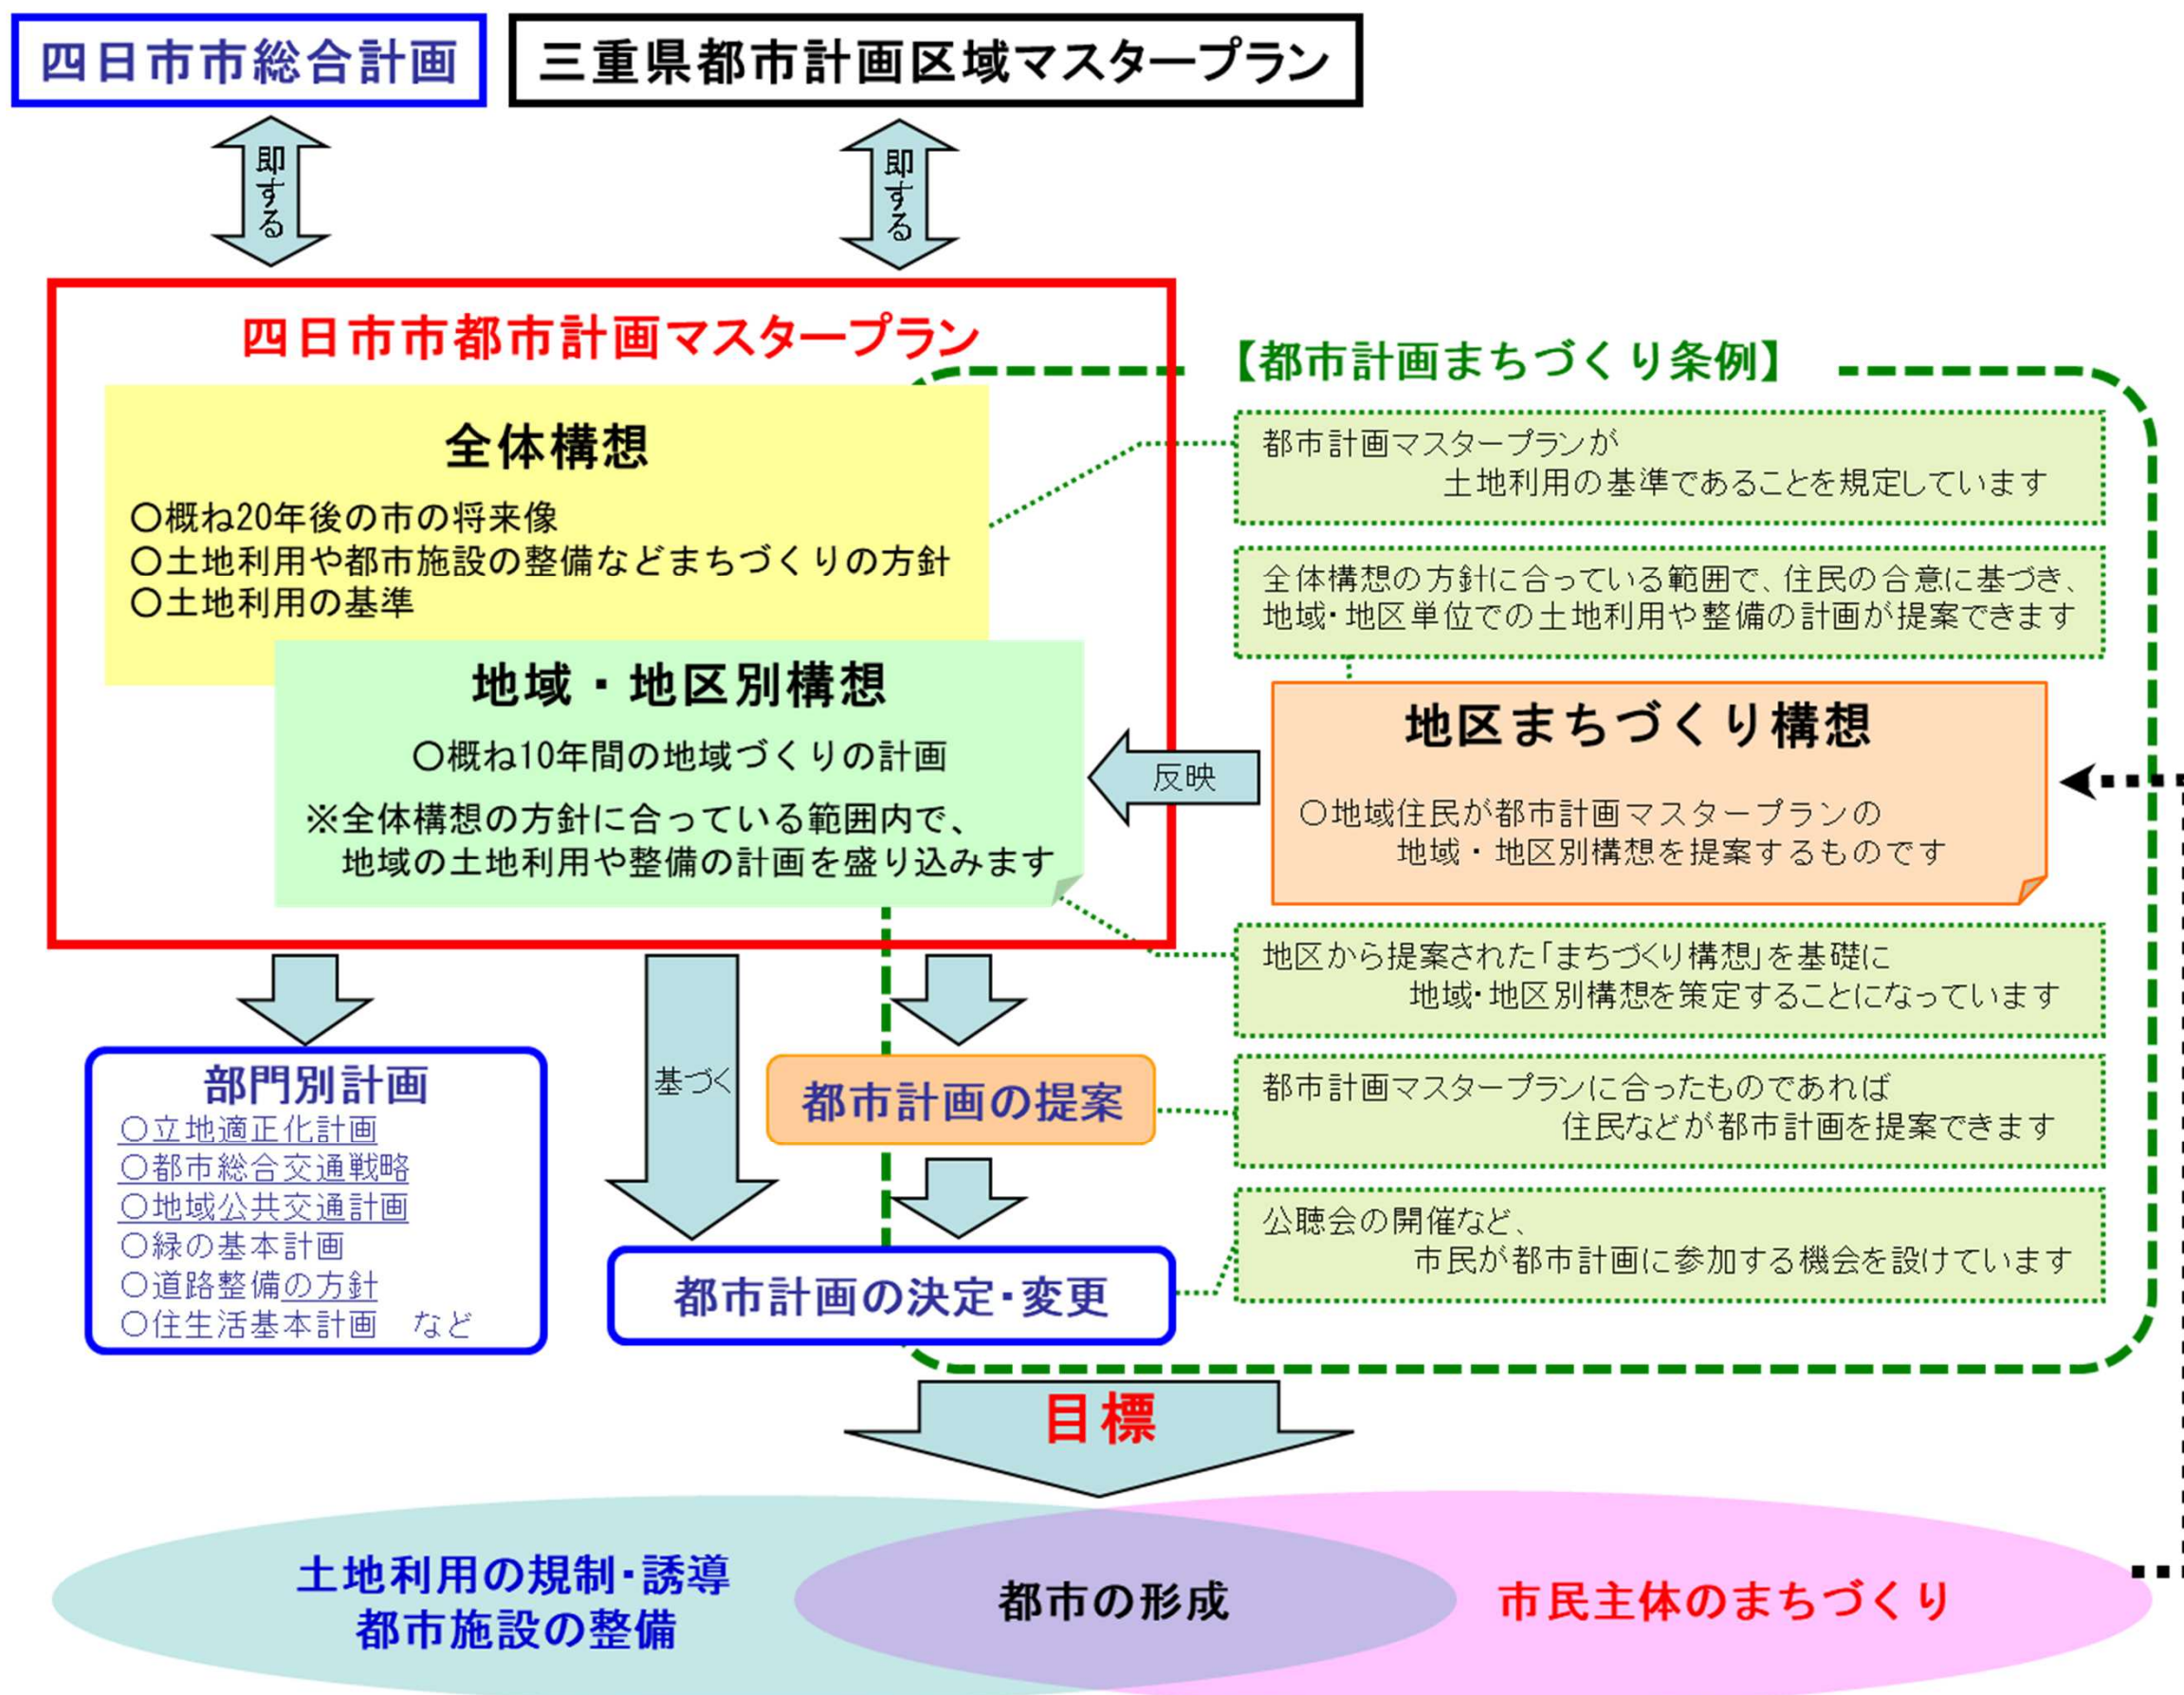 四日市市総合計画
三重県都市計画区域マスタープラン
即する
即する
四日市市都市計画マスタープラン
全体構想
〇概ね20年後の市の将来像
〇土地利用や都市施設の整備などまちづくりの方針
〇土地利用の基準
地域・地区別構想
〇概ね10年間の地域づくりの計画
※全体構想の方針に合っている範囲内で、
地域の土地利用や整備の計画を盛り込みます
【都市計画まちづくり条例】
都市計画マスタープランが
土地利用の基準であることを規定しています
全体構想の方針に合っている範囲で、住民の合意に基づき、
地域・地区単位での土地利用や整備の計画が提案できます
反映
地区まちづくり構想
〇地域住民が都市計画マスタープランの
地域・地区別構想を提案するものです
地区から提案された「まちづくり構想」を基礎に
地域・地区別構想を策定することになっています
都市計画マスタープランに合ったものであれば
住民などが都市計画を提案できます
公聴会の開催など、
市民が都市計画に参加する機会を設けています
部門別計画
〇立地適正化計画
〇都市総合交通戦略
〇地域公共交通計画
〇緑の基本計画
〇道路整備の方針
〇住生活基本計画　など
基づく
都市計画の提案
都市計画の決定・変更
目標
土地利用の規制・誘導
都市施設の整備
都市の形成
市民主体のまちづくり